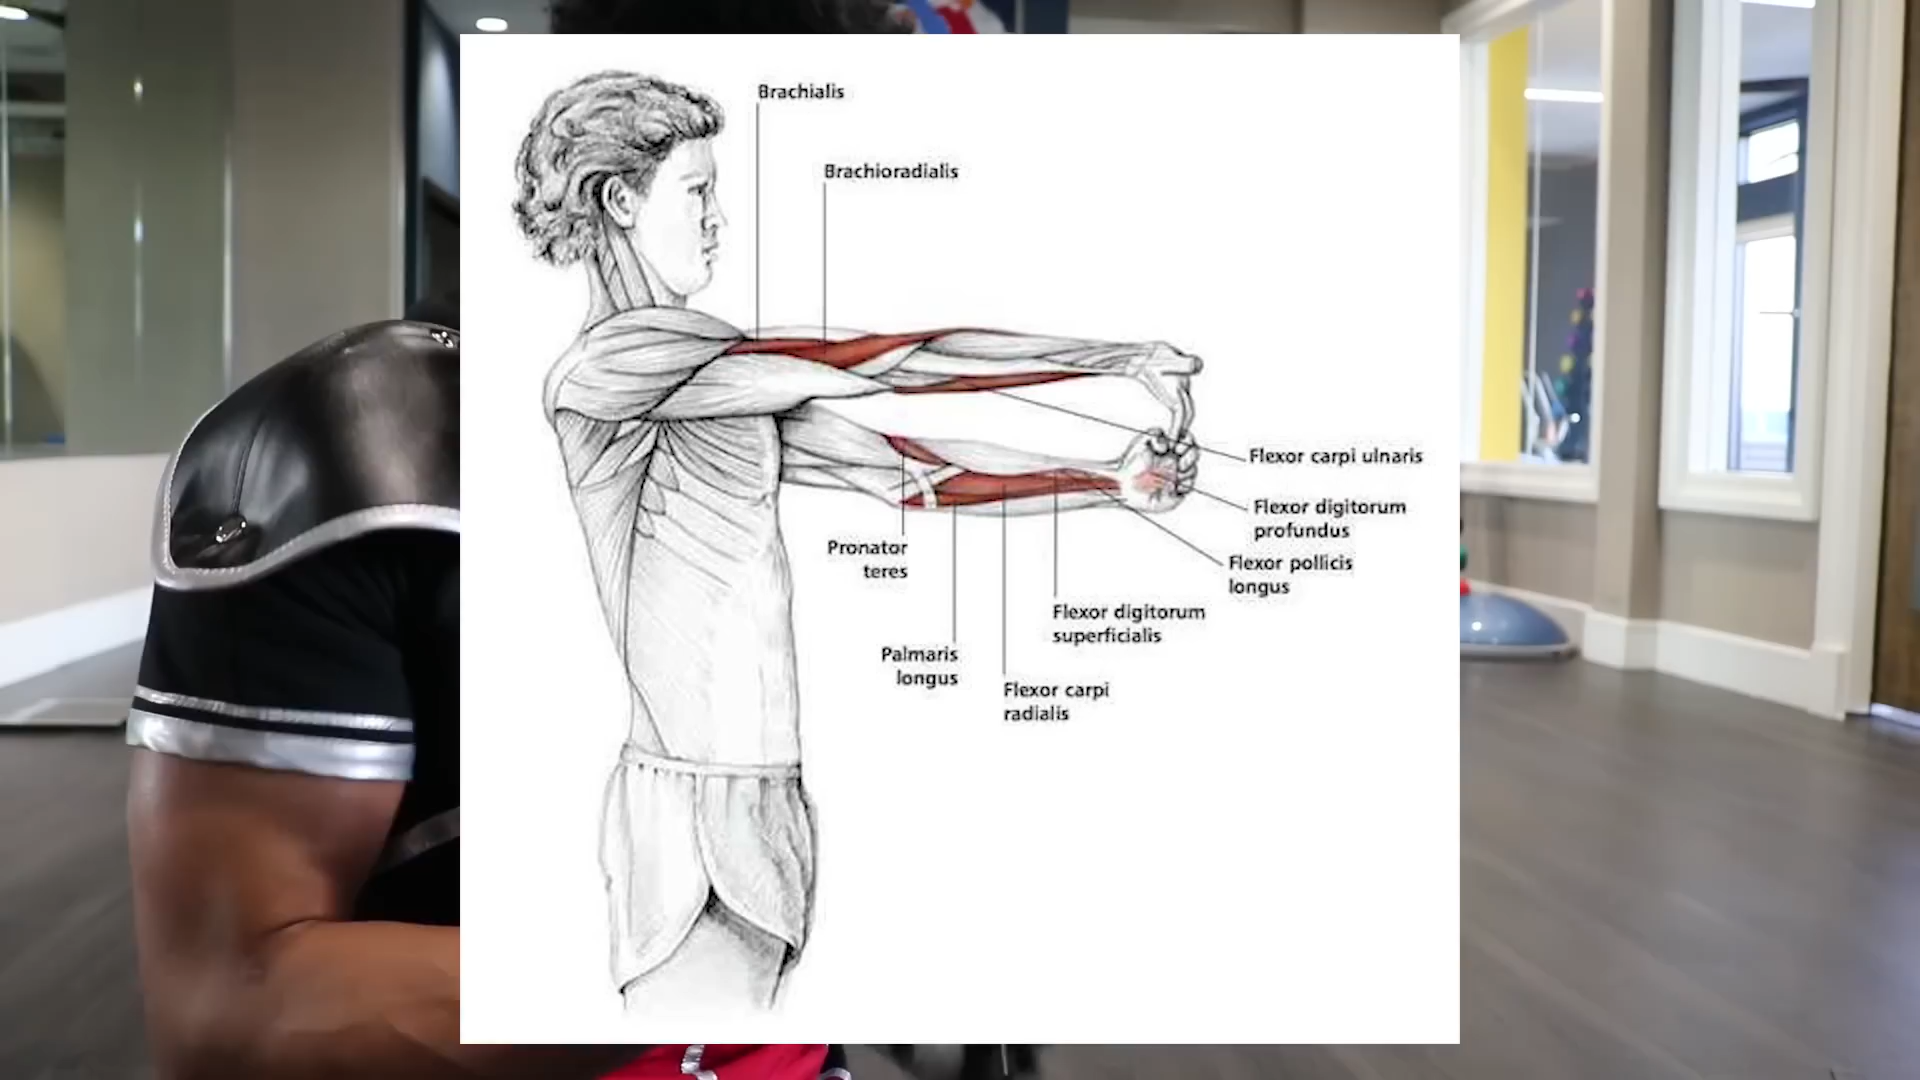 Brachialis
Brachioradialis
Flexor carpi ulnaris
Flexor digitorum
profundus
Flexor pollicis
longus
Pronator
teres
Flexor digitorum
superficialis
Palmaris
longus
Flexor carpi
radialis